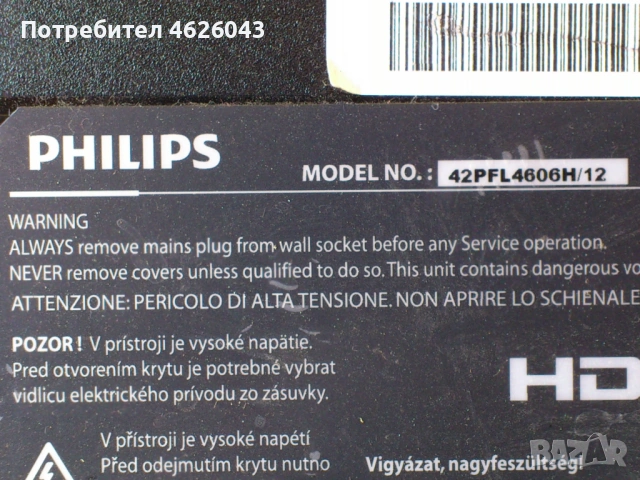 Потребител 4626043
PHILIPS
MODEL NO. : 42PFL4606H/12
WARNING
ALWAYS remove mains plug from wall socket before any Service operation.
NEVER remove covers unless qualified to do so. This unit contains dangerous vo
ATTENZIONE: PERICOLO DI ALTA TENSIONE. NON APRIRE LO SCHIENALE
POZOR ! V prístroji je vysoké napätie.
Pred otvorením krytu je potrebné vybrat
vidlicu elektrického prívodu zo zásuvky.
HD
V přístroji je vysoké napětí
Před odejmutím krytu nutno
Vigyázat, nagyfeszültség!
BAZAR
bg